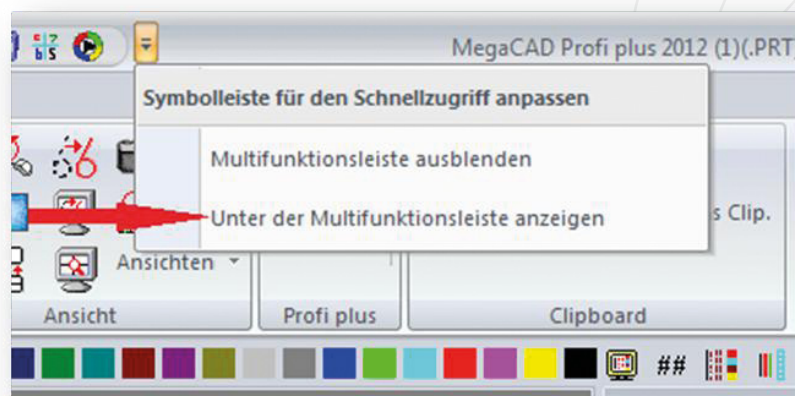 MegaCAD Profi plus 2012 (1)(.PRT)
Symbolleiste für den Schnellzugriff anpassen
Multifunktionsleiste ausblenden
Unter der Multifunktionsleiste anzeigen
s Clip.
Ansichten
Ansicht
Profi plus
Clipboard
##